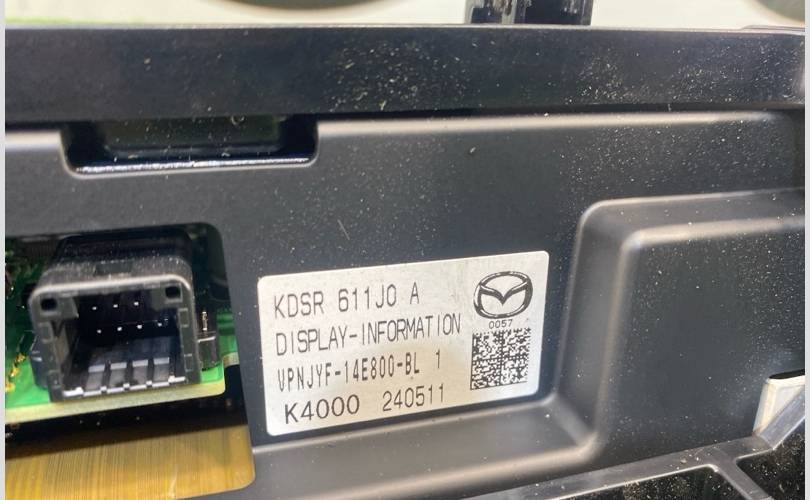 KDSR 611J0 A
DISPLAY-INFORMATION
0057
VPNJYF-14E800-BL 1
K4000 240511